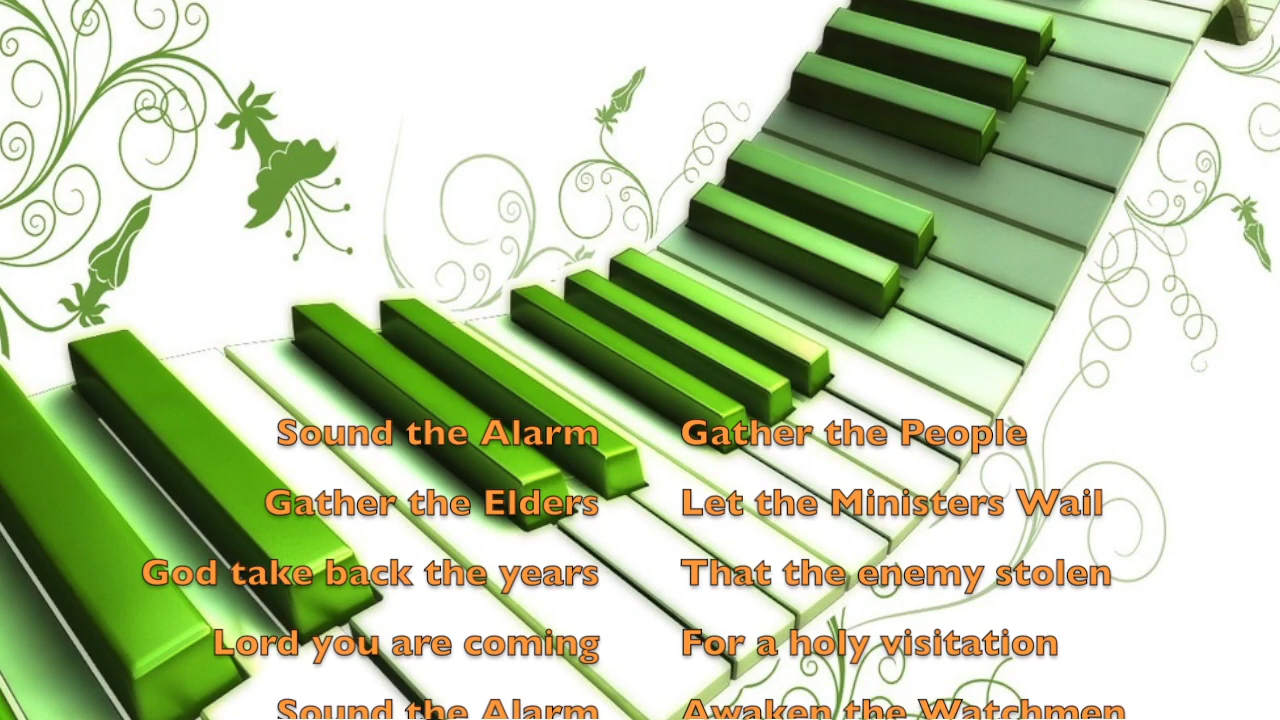 Sound the Alarm Gather the People
Gather the Elders Let the Ministers Wail
God take back the years That the enemy stolen
Lord you are coming For a holy visitation
Sound the Alarm Awaken the Watchmen